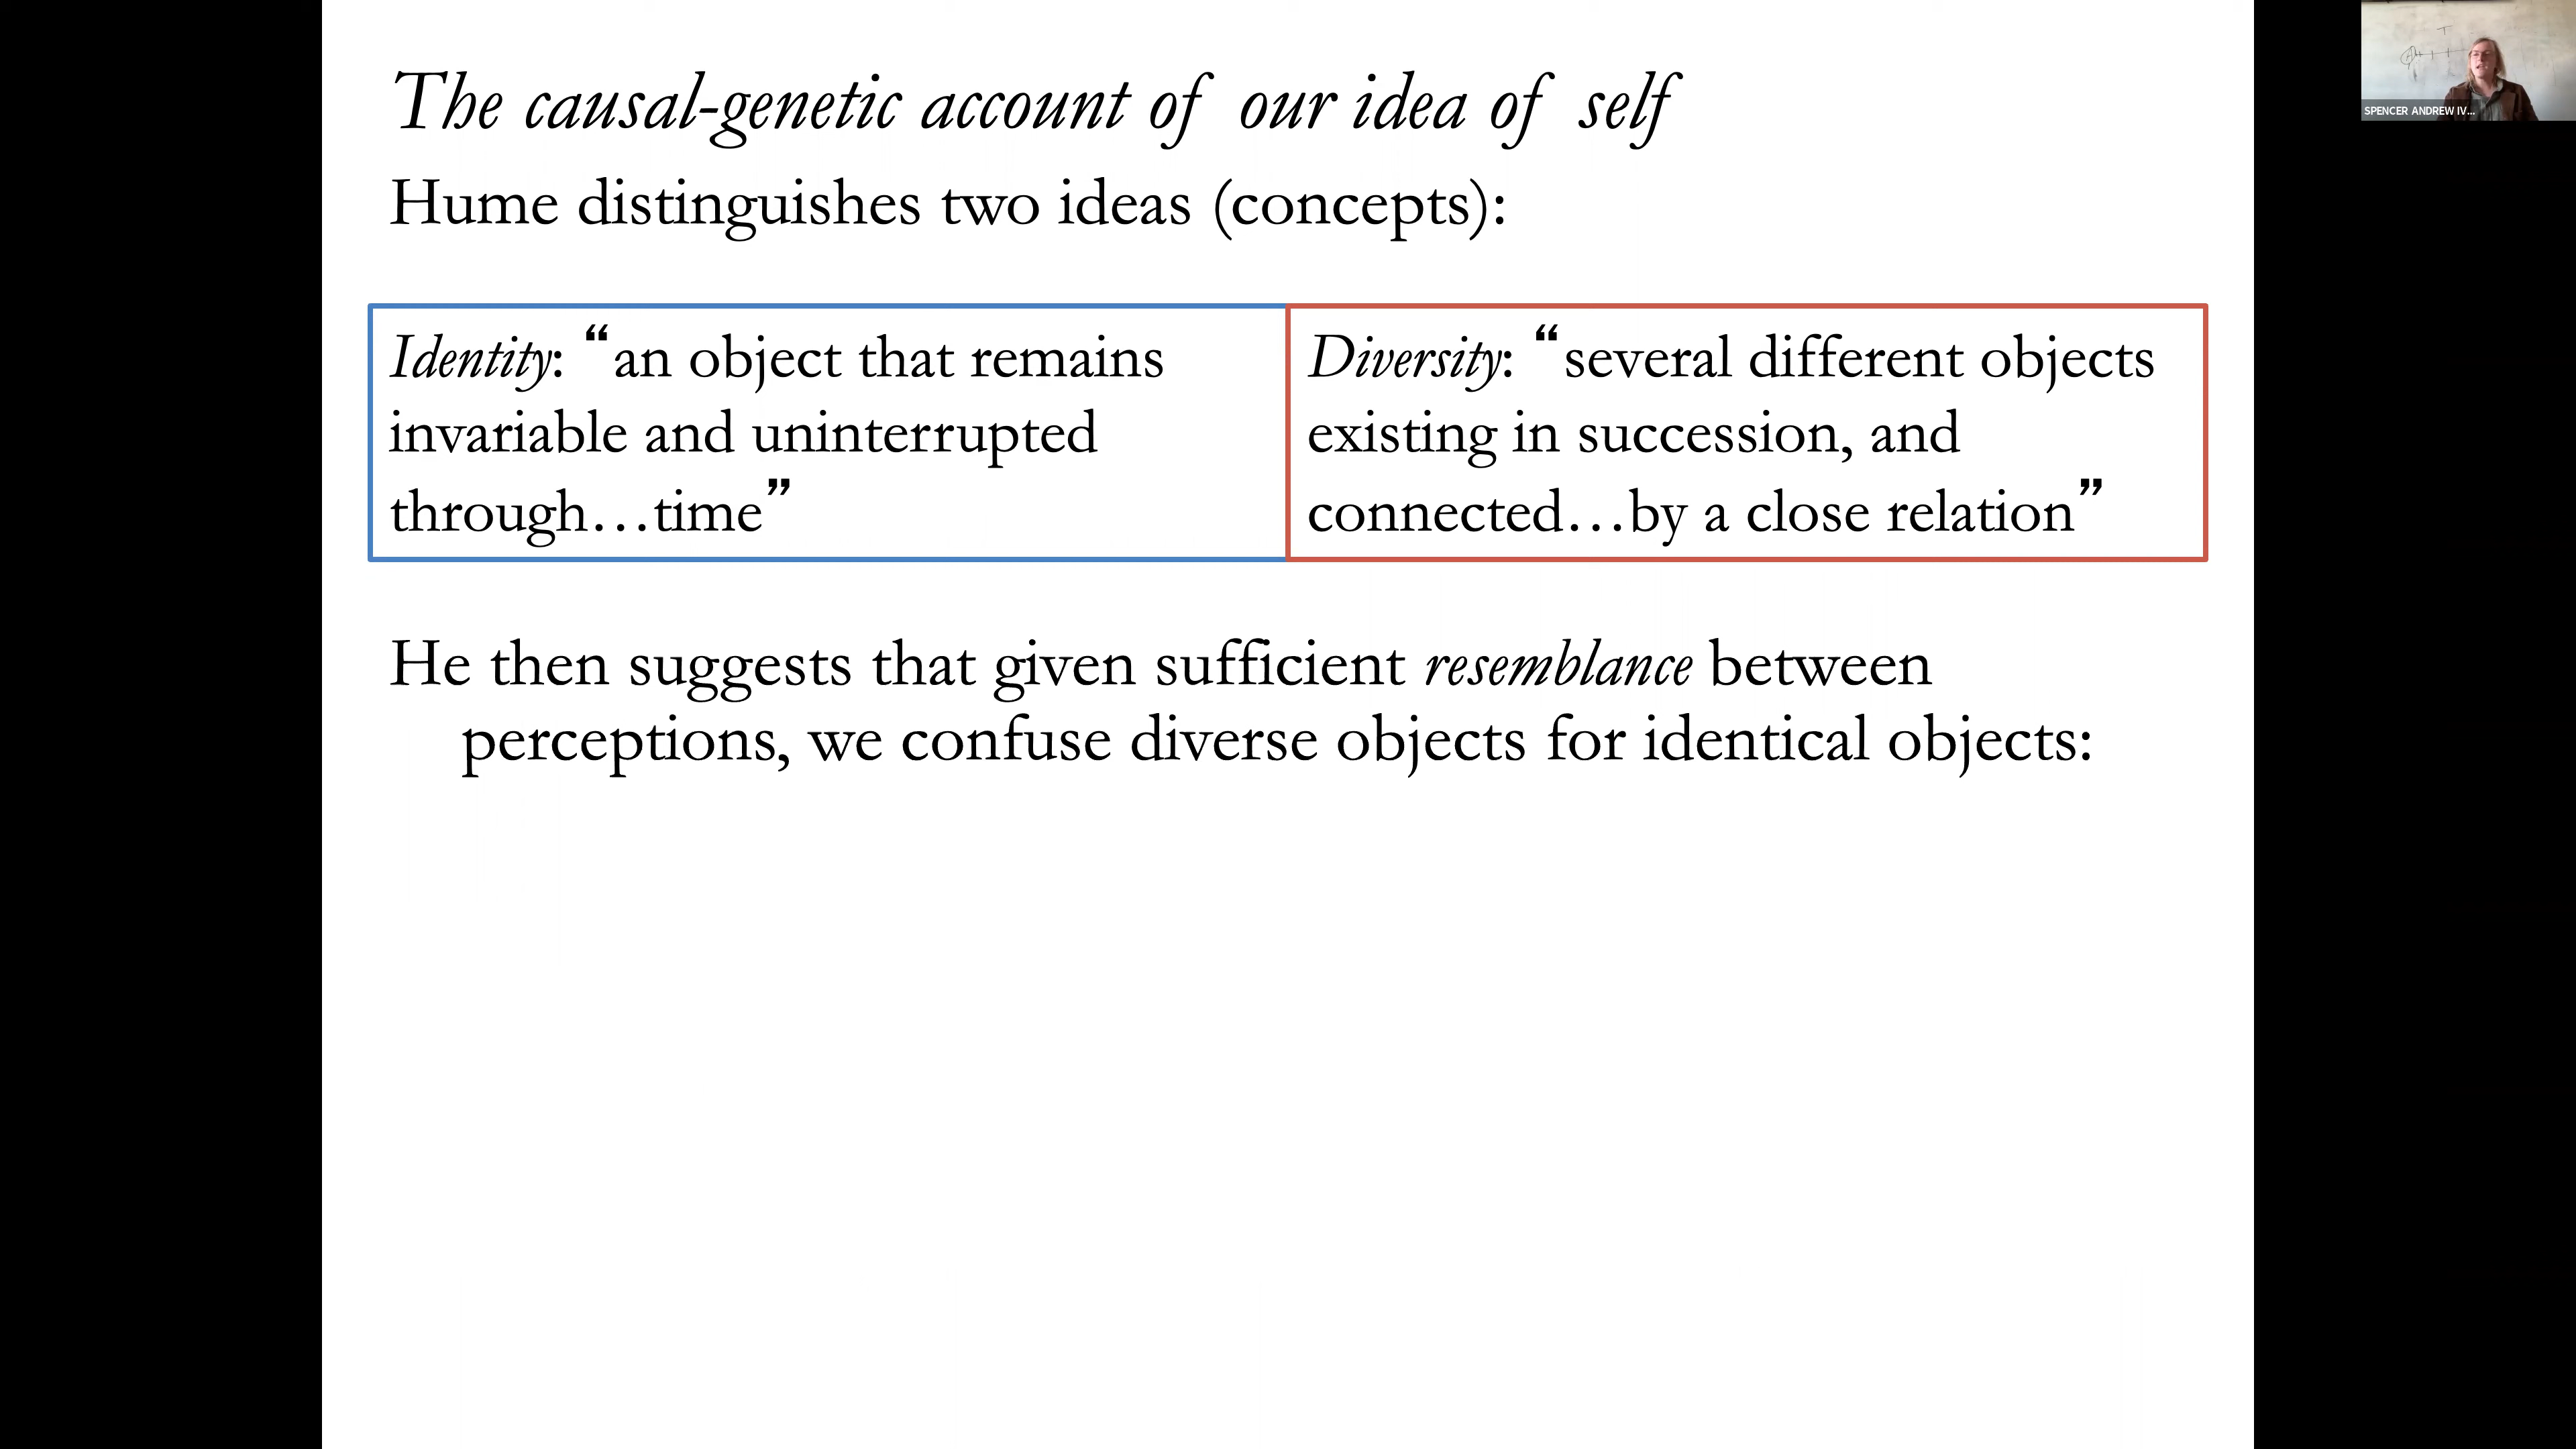 The causal-genetic account of our idea of self
Hume distinguishes two ideas (concepts):
Identity: “an object that remains
invariable and uninterrupted
through…time”
Diversity: “several different objects
existing in succession, and
connected…by a close relation”
He then suggests that given sufficient resemblance between
perceptions, we confuse diverse objects for identical objects:
SPENCER ANDREW IV...